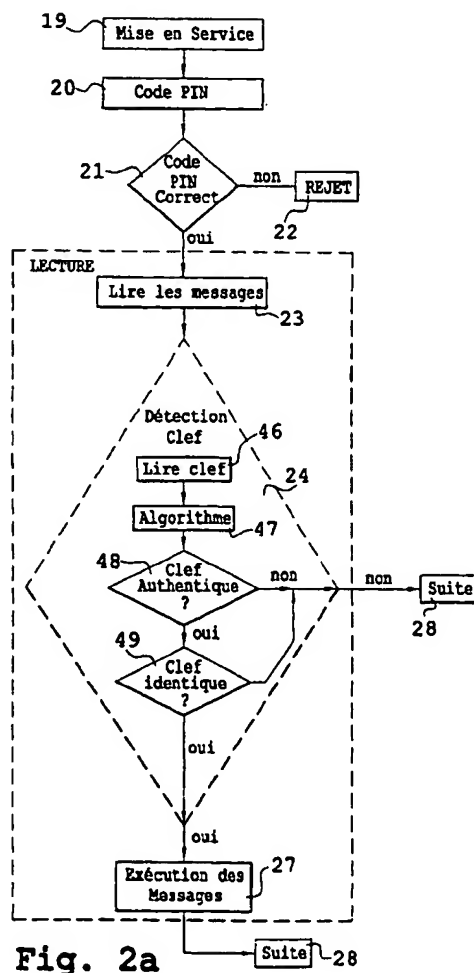 19
Mise en Service
20
Code PIN
21
Code
PIN
Correct
non
REJET
22
oui
LECTURE
Lire les messages
23
Détection
Clef
46
Lire clef
24
Algorithme
47
48
Clef
Authentique
?
non
non
Suite
28
oui
49
Clef
identique
?
oui
oui
Exécution des
Messages
27
Suite
28
Fig. 2a